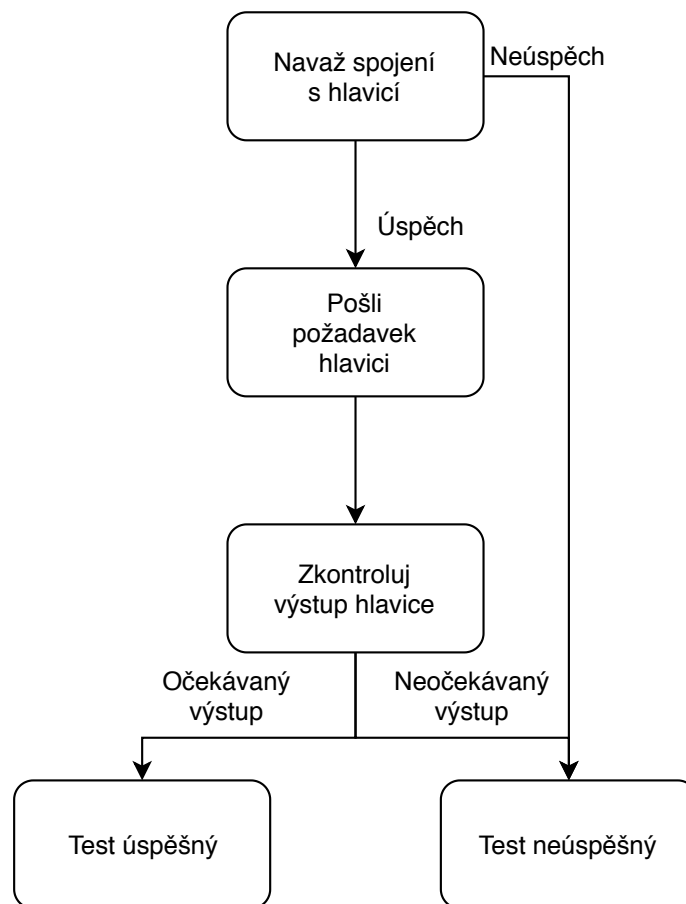 Navaž spojení
s hlavicí
Neúspěch
Úspěch
Pošli
požadavek
hlavici
Zkontroluj
výstup hlavice
Očekávaný
výstup
Neočekávaný
výstup
Test úspěšný
Test neúspěšný